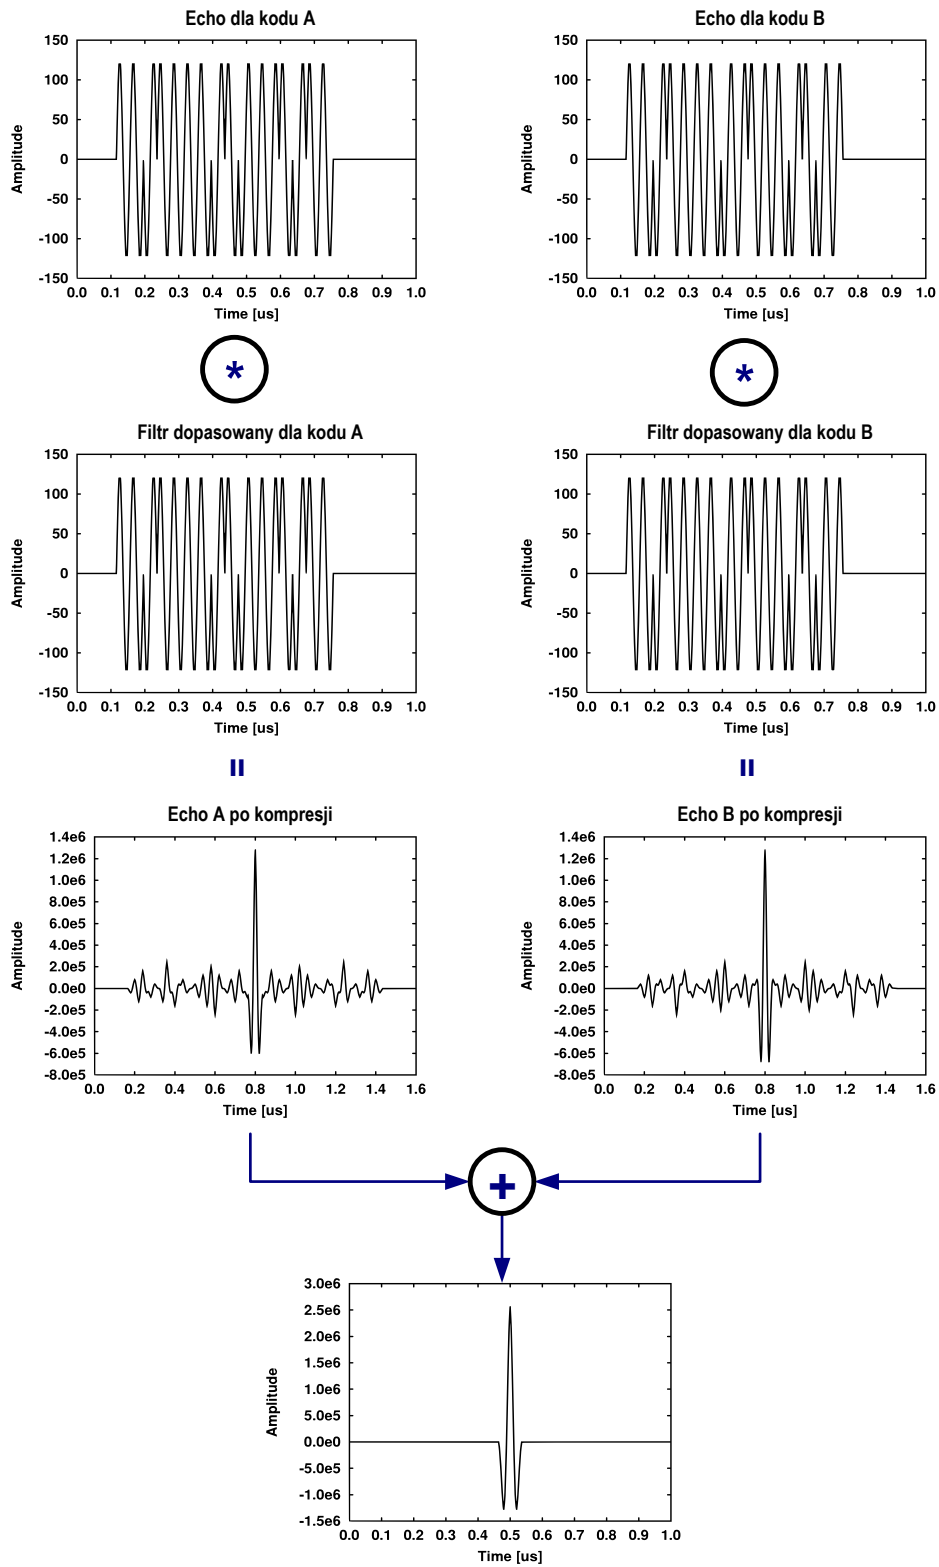 Echo dla kodu A
150
100
50
0
-50
-100
-150
Amplitude
0.0 0.1 0.2 0.3 0.4 0.5 0.6 0.7 0.8 0.9 1.0
Time [us]
Echo dla kodu B
150
100
50
0
-50
-100
-150
Amplitude
0.0 0.1 0.2 0.3 0.4 0.5 0.6 0.7 0.8 0.9 1.0
Time [us]
*
*
Filtr dopasowany dla kodu A
150
100
50
0
-50
-100
-150
Amplitude
0.0 0.1 0.2 0.3 0.4 0.5 0.6 0.7 0.8 0.9 1.0
Time [us]
Filtr dopasowany dla kodu B
150
100
50
0
-50
-100
-150
Amplitude
0.0 0.1 0.2 0.3 0.4 0.5 0.6 0.7 0.8 0.9 1.0
Time [us]
=
=
Echo A po kompresji
1.4e6
1.2e6
1.0e6
8.0e5
6.0e5
4.0e5
2.0e5
0.0e0
-2.0e5
-4.0e5
-6.0e5
-8.0e5
Amplitude
0.0 0.2 0.4 0.6 0.8 1.0 1.2 1.4 1.6
Time [us]
Echo B po kompresji
1.4e6
1.2e6
1.0e6
8.0e5
6.0e5
4.0e5
2.0e5
0.0e0
-2.0e5
-4.0e5
-6.0e5
-8.0e5
Amplitude
0.0 0.2 0.4 0.6 0.8 1.0 1.2 1.4 1.6
Time [us]
+
3.0e6
2.5e6
2.0e6
1.5e6
1.0e6
5.0e5
0.0e0
-5.0e5
-1.0e6
-1.5e6
Amplitude
0.0 0.1 0.2 0.3 0.4 0.5 0.6 0.7 0.8 0.9 1.0
Time [us]